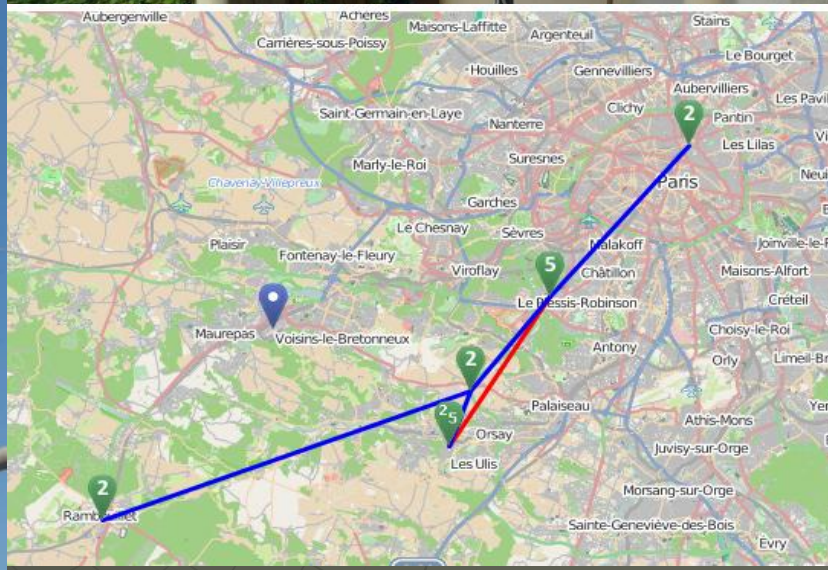 Aubergenville
Achères
Maisons-Laffitte
Stains
Carrières-sous-Poissy
Argenteuil
Le Bourget
Houilles
Gennevilliers
Aubervilliers
Saint-Germain-en-Laye
Clichy
Les Pavil
Nanterre
2
Pantin
Marly-le-Roi
Suresnes
Les Lilas
Chavenay-Villepreux
Garches
Paris
Neui
Le Chesnay
Plaisir
Sèvres
Malakoff
Joinville-le-P
Fontenay-le-Fleury
Viroflay
5
Châtillon
Maisons-Alfort
Le Plessis-Robinson
Créteil
Maurepas
Voisins-le-Bretonneux
Choisy-le-Roi
Antony
Orly
Limeil-Br
2
Palaiseau
Yer
25
Orsay
Athis-Mons
Les Ulis
Juvisy-sur-Orge
2
Morsang-sur-Orge
Rambouillet
Sainte-Geneviève-des-Bois
Evry